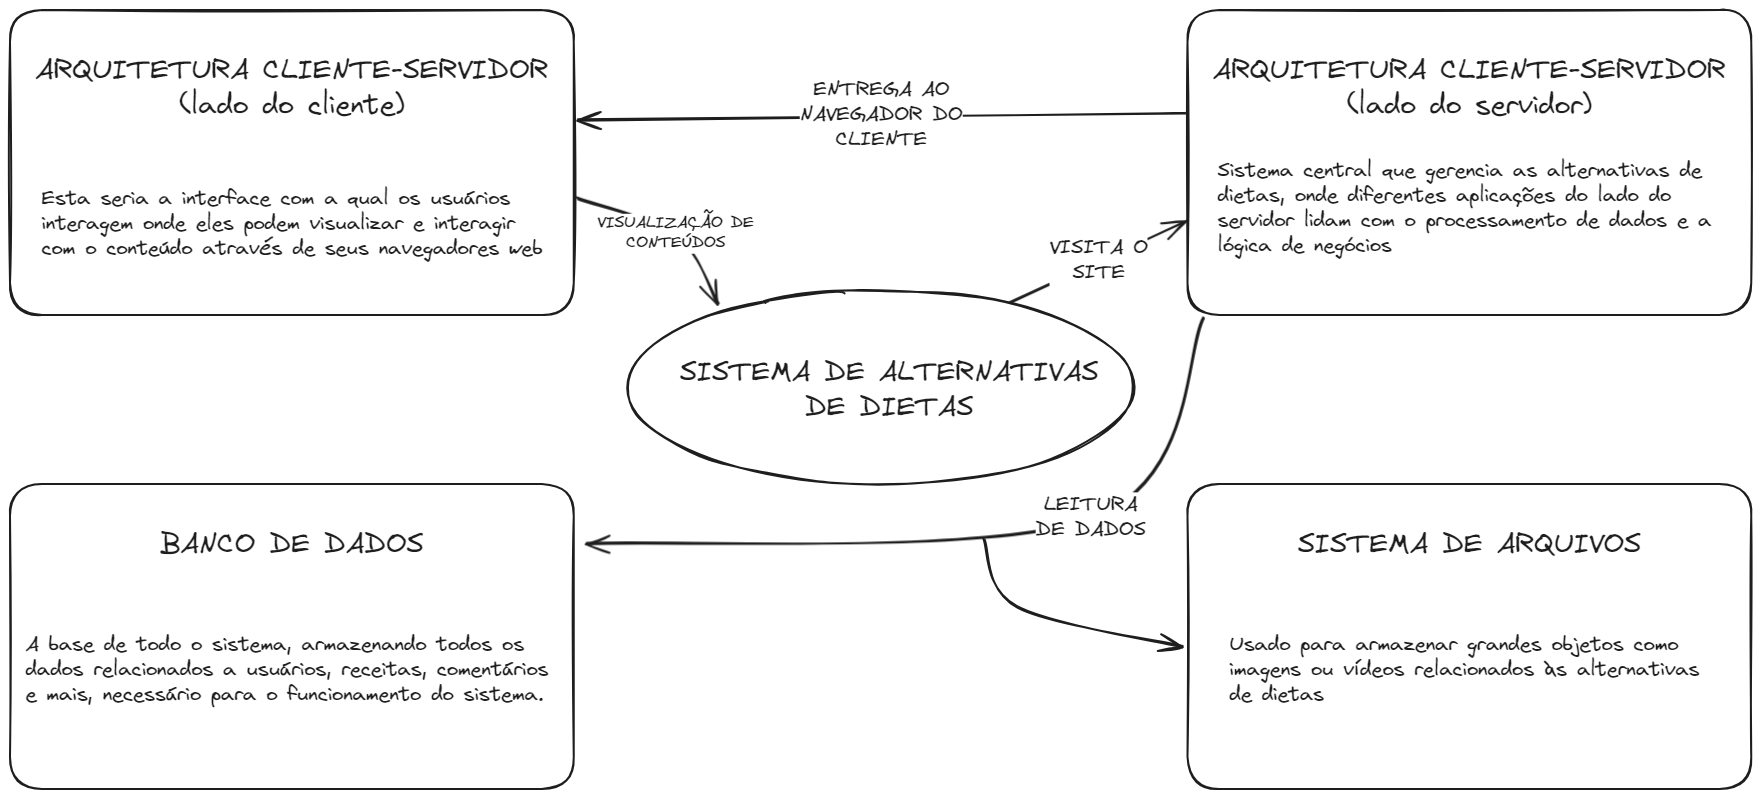 ARQUITETURA CLIENTE-SERVIDOR
(lado do cliente)
Esta seria a interface com a qual os usuários
interagem onde eles podem visualizar e interagir
com o conteúdo através de seus navegadores web
ENTREGA AO
NAVEGADOR DO
CLIENTE
ARQUITETURA CLIENTE-SERVIDOR
(lado do servidor)
Sistema central que gerencia as alternativas de
dietas, onde diferentes aplicações do lado do
servidor lidam com o processamento de dados e a
lógica de negócios
VISUALIZAÇÃO DE
CONTEÚDOS
VISITA O
SITE
SISTEMA DE ALTERNATIVAS
DE DIETAS
LEITURA
DE DADOS
BANCO DE DADOS
A base de todo o sistema, armazenando todos os
dados relacionados a usuários, receitas, comentários
e mais, necessário para o funcionamento do sistema.
SISTEMA DE ARQUIVOS
Usado para armazenar grandes objetos como
imagens ou vídeos relacionados às alternativas
de dietas